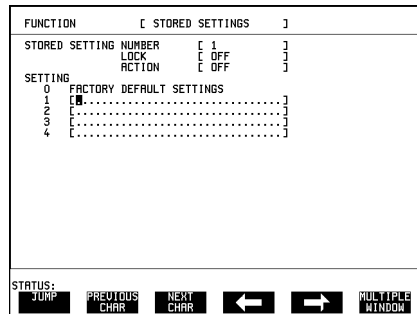 FUNCTION [ STORED SETTINGS ]
STORED SETTING NUMBER [ 1 ]
LOCK [ OFF ]
ACTION [ OFF ]
SETTING
0 FACTORY DEFAULT SETTINGS
1 [..............................]
2 [..............................]
3 [..............................]
4 [..............................]
STATUS:
JUMP PREVIOUS CHAR NEXT CHAR MULTIPLE WINDOW